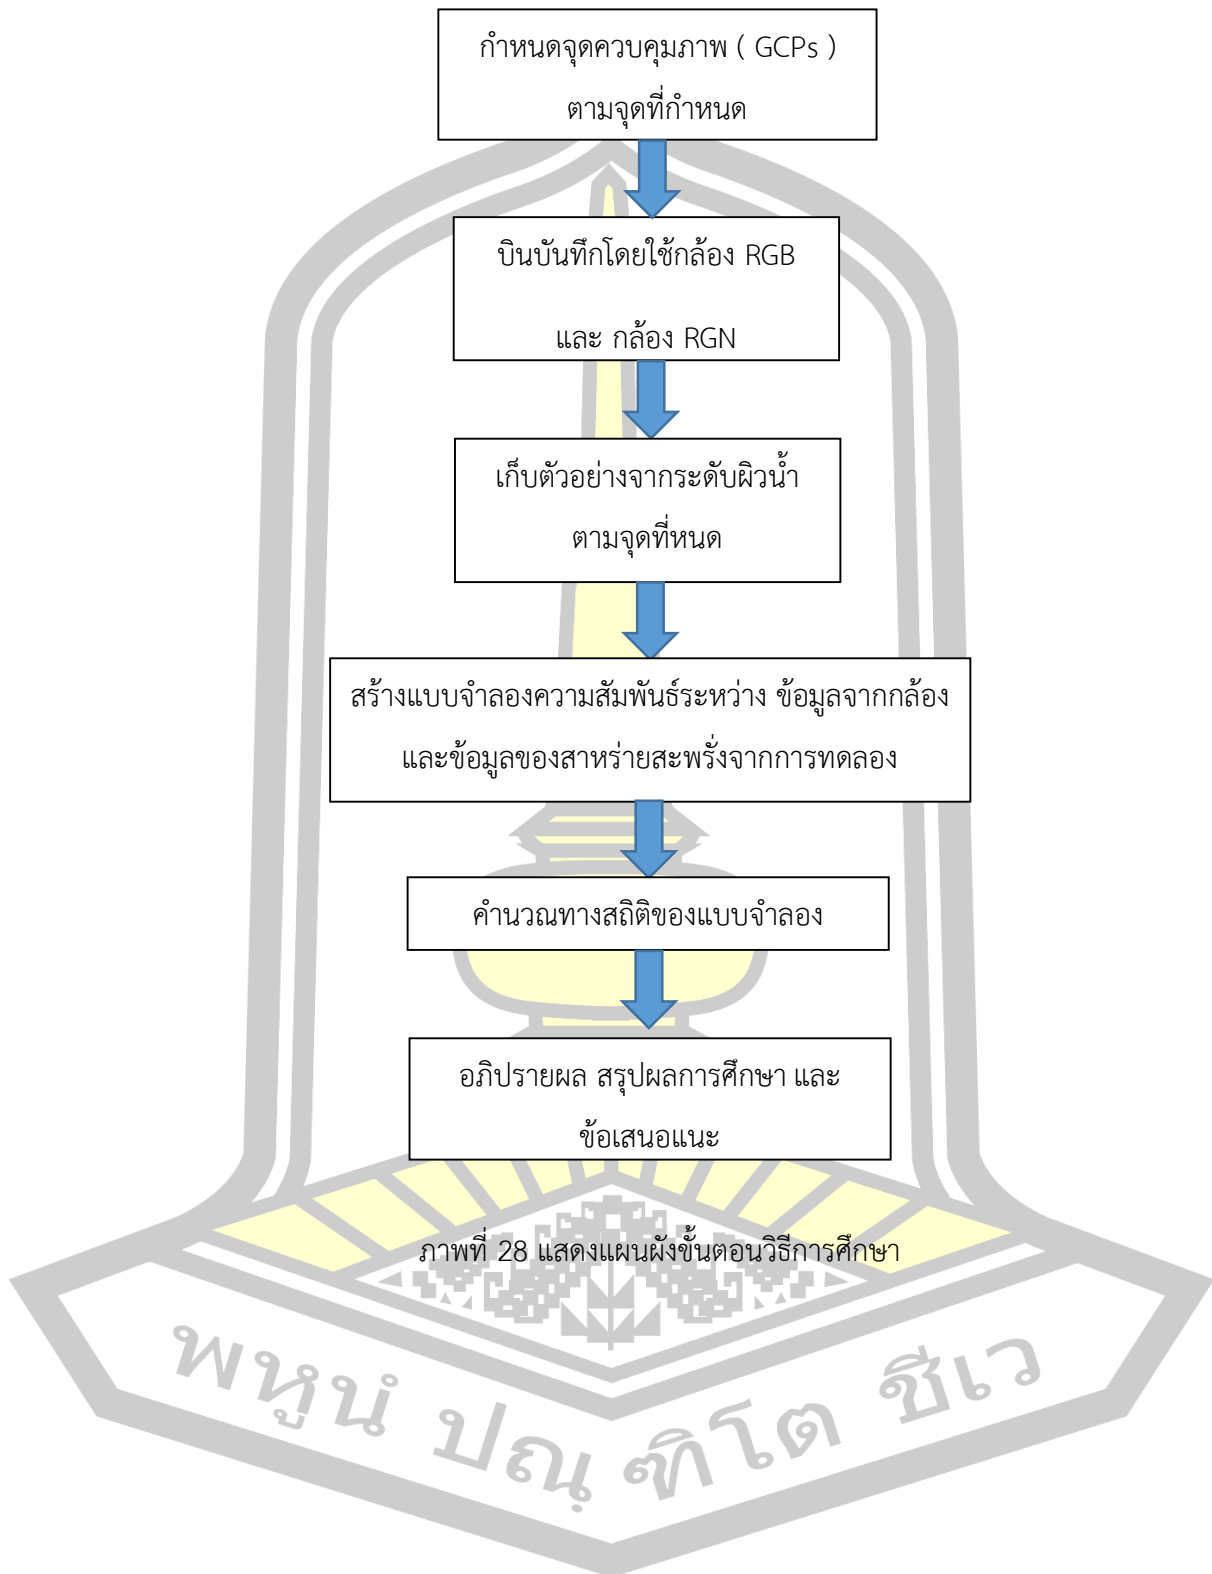 กำหนดจุดควบคุมภาพ ( GCPs )
ตามจุดที่กำหนด
บินบันทึกโดยใช้กล้อง RGB
และ กล้อง RGN
เก็บตัวอย่างจากระดับผิวน้ำ
ตามจุดที่หนด
สร้างแบบจำลองความสัมพันธ์ระหว่าง ข้อมูลจากกล้อง
และข้อมูลของสาหร่ายสะพรั่งจากการทดลอง
คำนวณทางสถิติของแบบจำลอง
อภิปรายผล สรุปผลการศึกษา และ
ข้อเสนอแนะ
ภาพที่ 28 แสดงแผนผังขั้นตอนวิธีการศึกษา
พหูนํ ปณฺ ฑิโต ชีเว